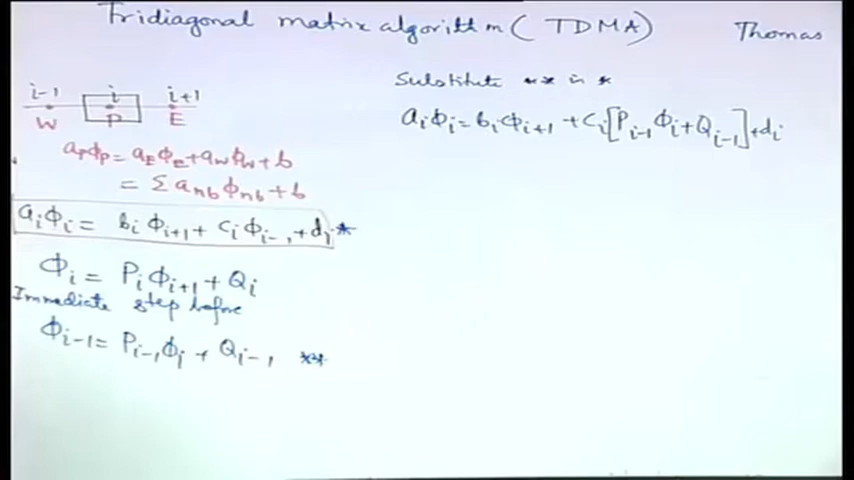 Tridiagonal matrix algorithm (TDMA)
Thomas
i-1 i i+1
W P E
aPφP = aEφE + aWφW + b
= Σ anbφnb + b
aiφi = biφi+1 + ciφi-1 + di *
φi = Piφi+1 + Qi
Immediate step before
φi-1 = Pi-1φi + Qi-1 **
Substitute ** in *
aiφi = biφi+1 + ci[Pi-1φi + Qi-1] + di